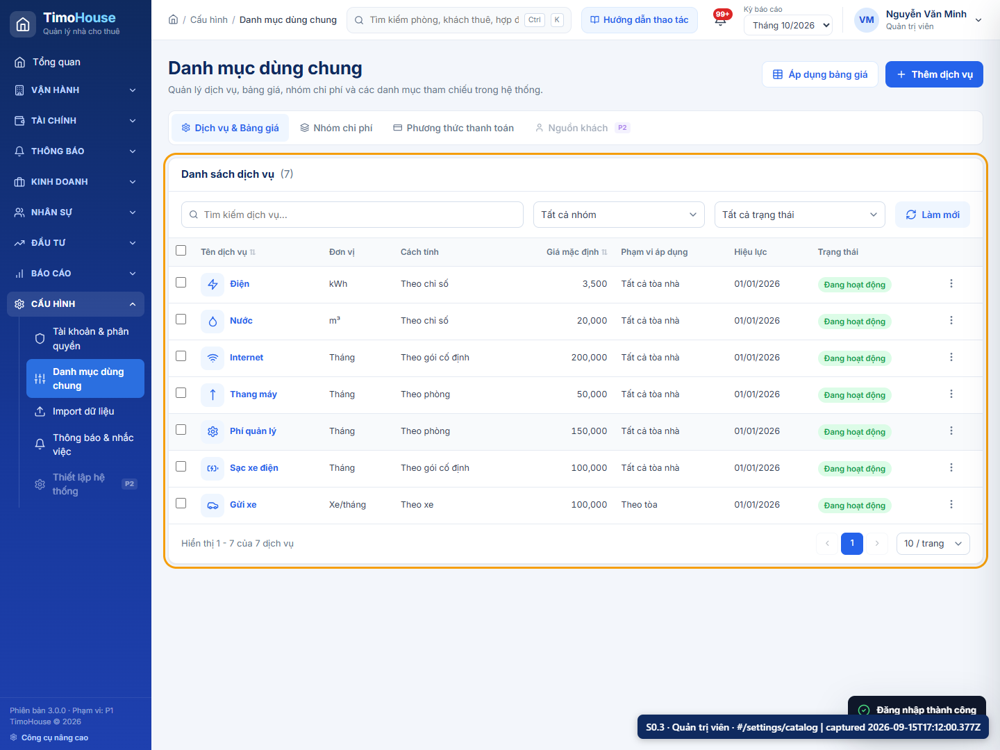 TimoHouse
Quản lý nhà cho thuê
Tổng quan
VẬN HÀNH
TÀI CHÍNH
THÔNG BÁO
KINH DOANH
NHÂN SỰ
ĐẦU TƯ
BÁO CÁO
CẤU HÌNH
Tài khoản & phân
quyền
Danh mục dùng
chung
Import dữ liệu
Thông báo & nhắc
việc
Thiết lập hệ
thống
P2
Phiên bản 3.0.0 · Phạm vi: P1
TimoHouse © 2026
Công cụ nâng cao
/ Cấu hình / Danh mục dùng chung
Tìm kiếm phòng, khách thuê, hợp đ
Ctrl K
Hướng dẫn thao tác
99+
Kỳ báo cáo
Tháng 10/2026
VM
Nguyễn Văn Minh
Quản trị viên
Danh mục dùng chung
Quản lý dịch vụ, bảng giá, nhóm chi phí và các danh mục tham chiếu trong hệ thống.
Áp dụng bảng giá
Thêm dịch vụ
Dịch vụ & Bảng giá Nhóm chi phí Phương thức thanh toán Nguồn khách P2
Danh sách dịch vụ (7)
Tìm kiếm dịch vụ...
Tất cả nhóm
Tất cả trạng thái
Làm mới
Tên dịch vụ Đơn vị Cách tính Giá mặc định Phạm vi áp dụng Hiệu lực Trạng thái
Điện kWh Theo chỉ số 3,500 Tất cả tòa nhà 01/01/2026 Đang hoạt động
Nước m³ Theo chỉ số 20,000 Tất cả tòa nhà 01/01/2026 Đang hoạt động
Internet Tháng Theo gói cố định 200,000 Tất cả tòa nhà 01/01/2026 Đang hoạt động
Thang máy Tháng Theo phòng 50,000 Tất cả tòa nhà 01/01/2026 Đang hoạt động
Phí quản lý Tháng Theo phòng 150,000 Tất cả tòa nhà 01/01/2026 Đang hoạt động
Sạc xe điện Tháng Theo gói cố định 100,000 Tất cả tòa nhà 01/01/2026 Đang hoạt động
Gửi xe Xe/tháng Theo xe 100,000 Theo tòa 01/01/2026 Đang hoạt động
Hiển thị 1 - 7 của 7 dịch vụ
1
10 / trang
Đăng nhập thành công
S0.3 · Quản trị viên · #/settings/catalog | captured 2026-09-15T17:12:00.377Z